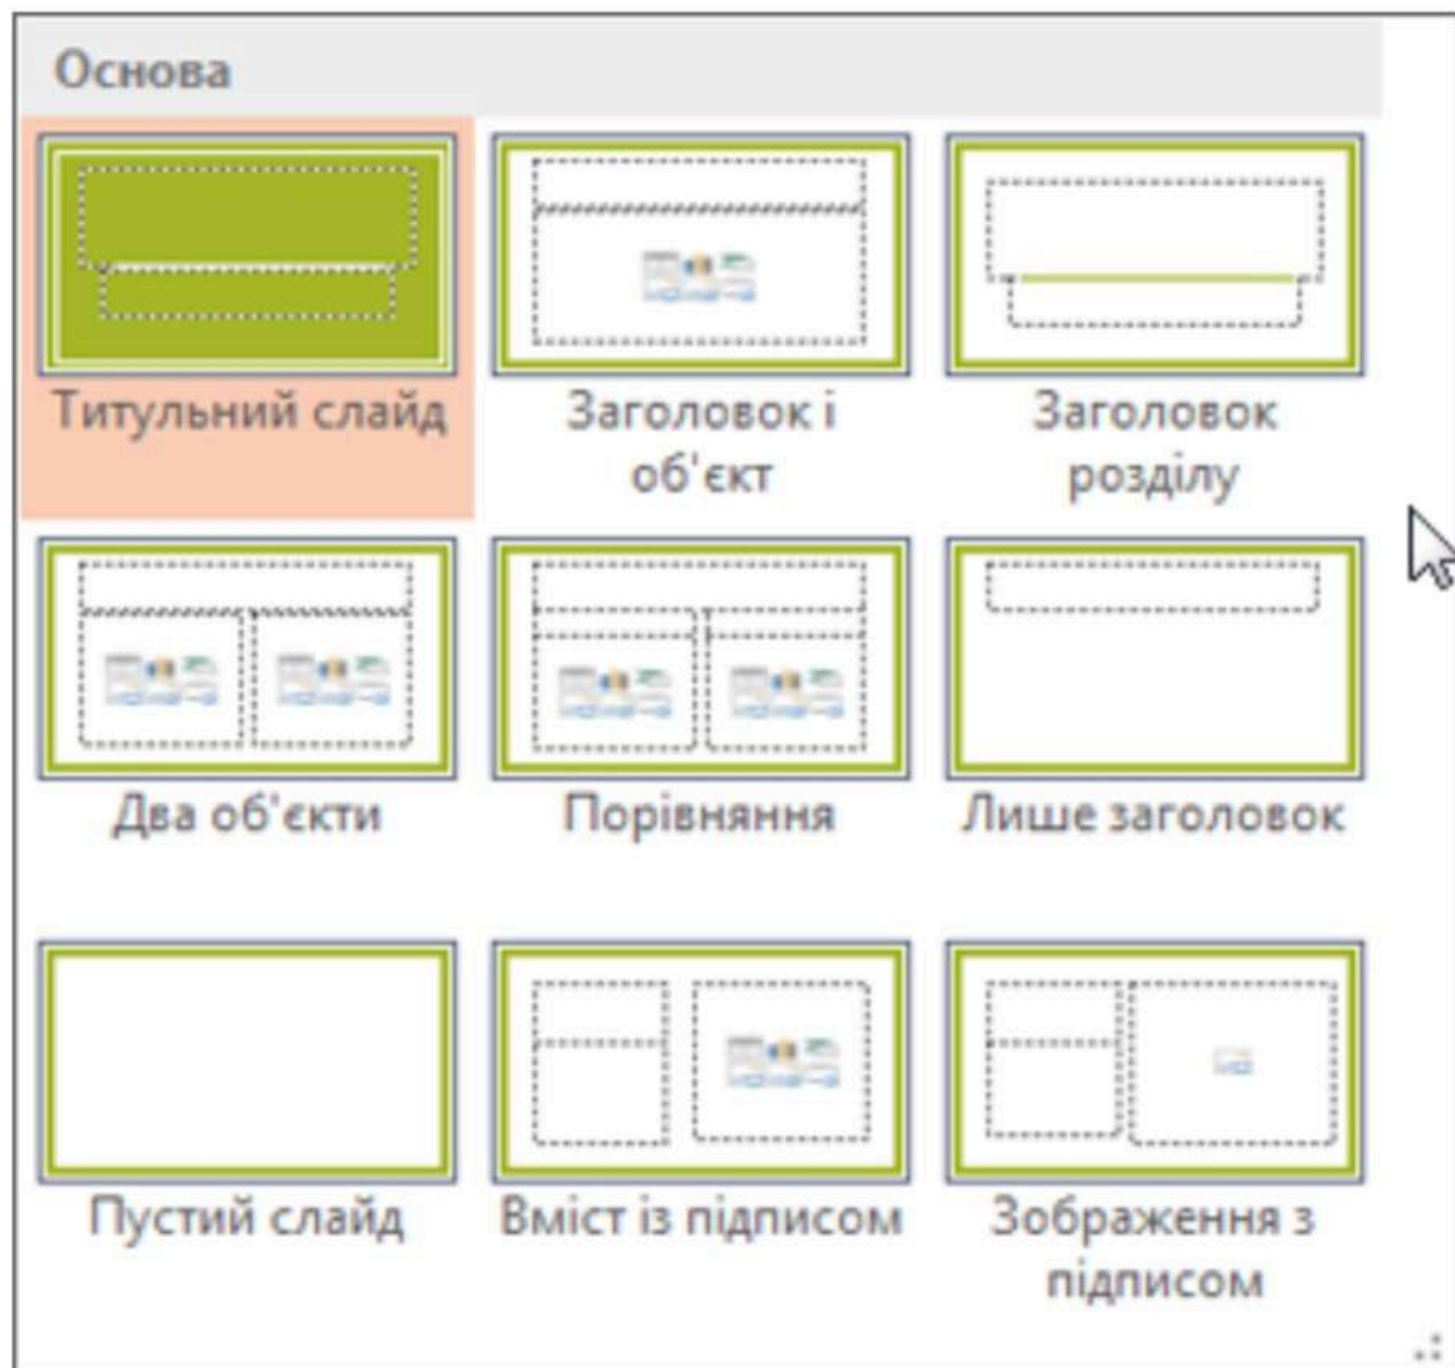 Основа
Титульний слайд
Заголовок і
об'єкт
Заголовок
розділу
Два об'єкти
Порівняння
Лише заголовок
Пустий слайд
Вміст із підписом
Зображення з
підписом